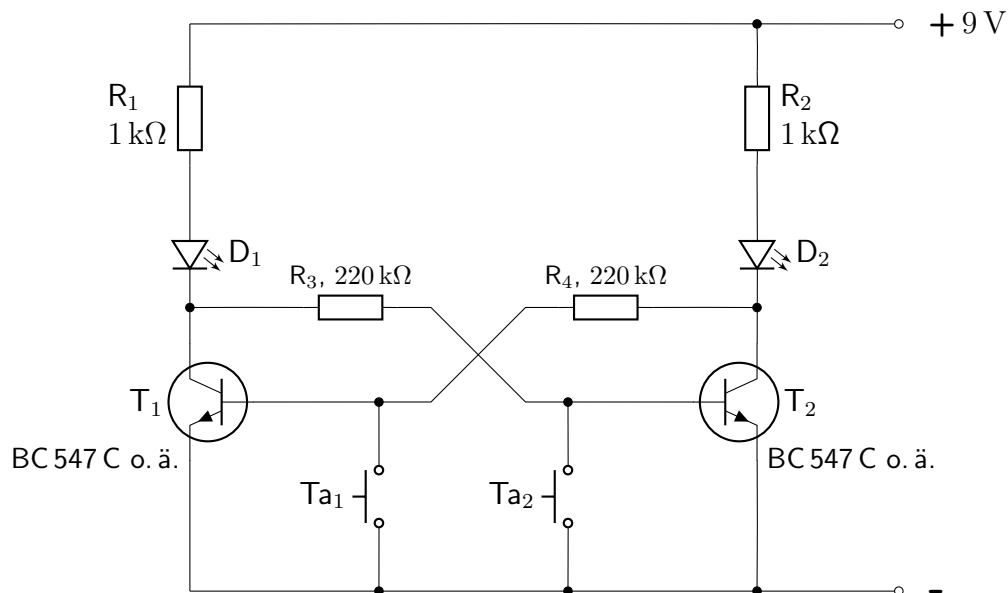 + 9 V
R₁
1 kΩ
R₂
1 kΩ
D₁
D₂
R₃, 220 kΩ
R₄, 220 kΩ
T₁
T₂
BC 547 C o. ä.
BC 547 C o. ä.
Ta₁
Ta₂
-